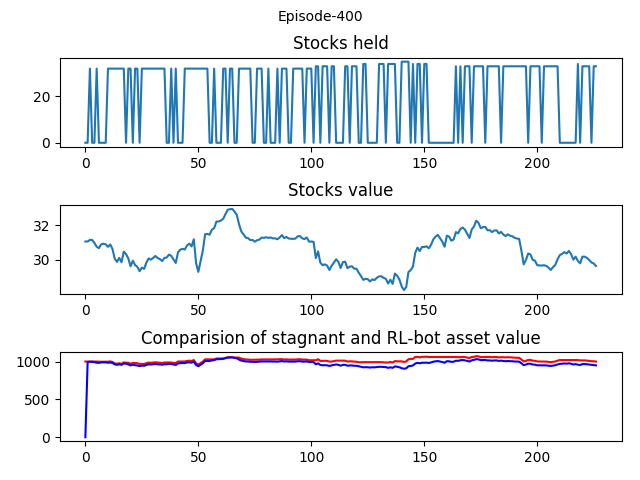 Episode-400
Stocks held
20
0
0 50 100 150 200
Stocks value
32
30
0 50 100 150 200
Comparision of stagnant and RL-bot asset value
1000
500
0
0 50 100 150 200